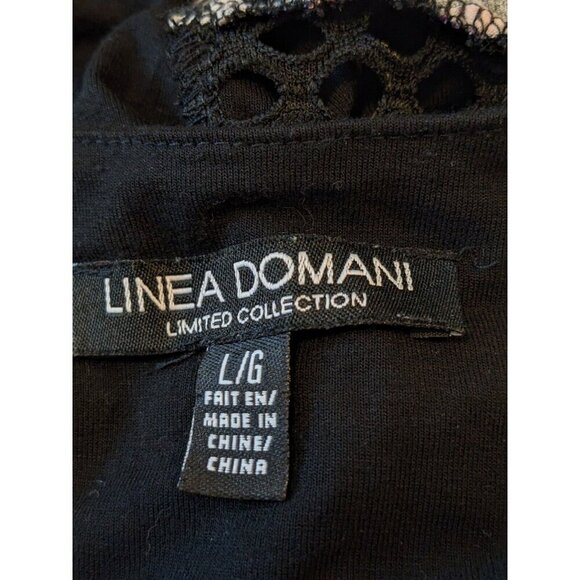 LINEA DOMANI
LIMITED COLLECTION
L/G
FAIT EN/
MADE IN
CHINE/
CHINA